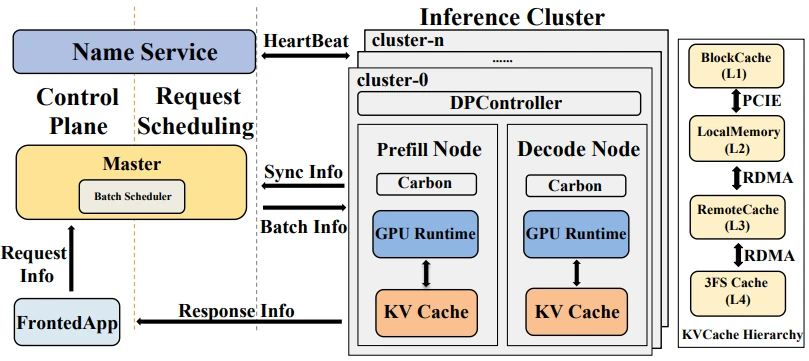 Inference Cluster
Name Service
HeartBeat
cluster-n
......
cluster-0
DPController
Control
Plane
Request
Scheduling
Master
Batch Scheduler
Sync Info
Batch Info
Request
Info
FrontedApp
Response Info
Prefill Node
Carbon
GPU Runtime
KV Cache
Decode Node
Carbon
GPU Runtime
KV Cache
BlockCache
(L1)
PCIE
LocalMemory
(L2)
RDMA
RemoteCache
(L3)
RDMA
3FS Cache
(L4)
KVCache Hierarchy